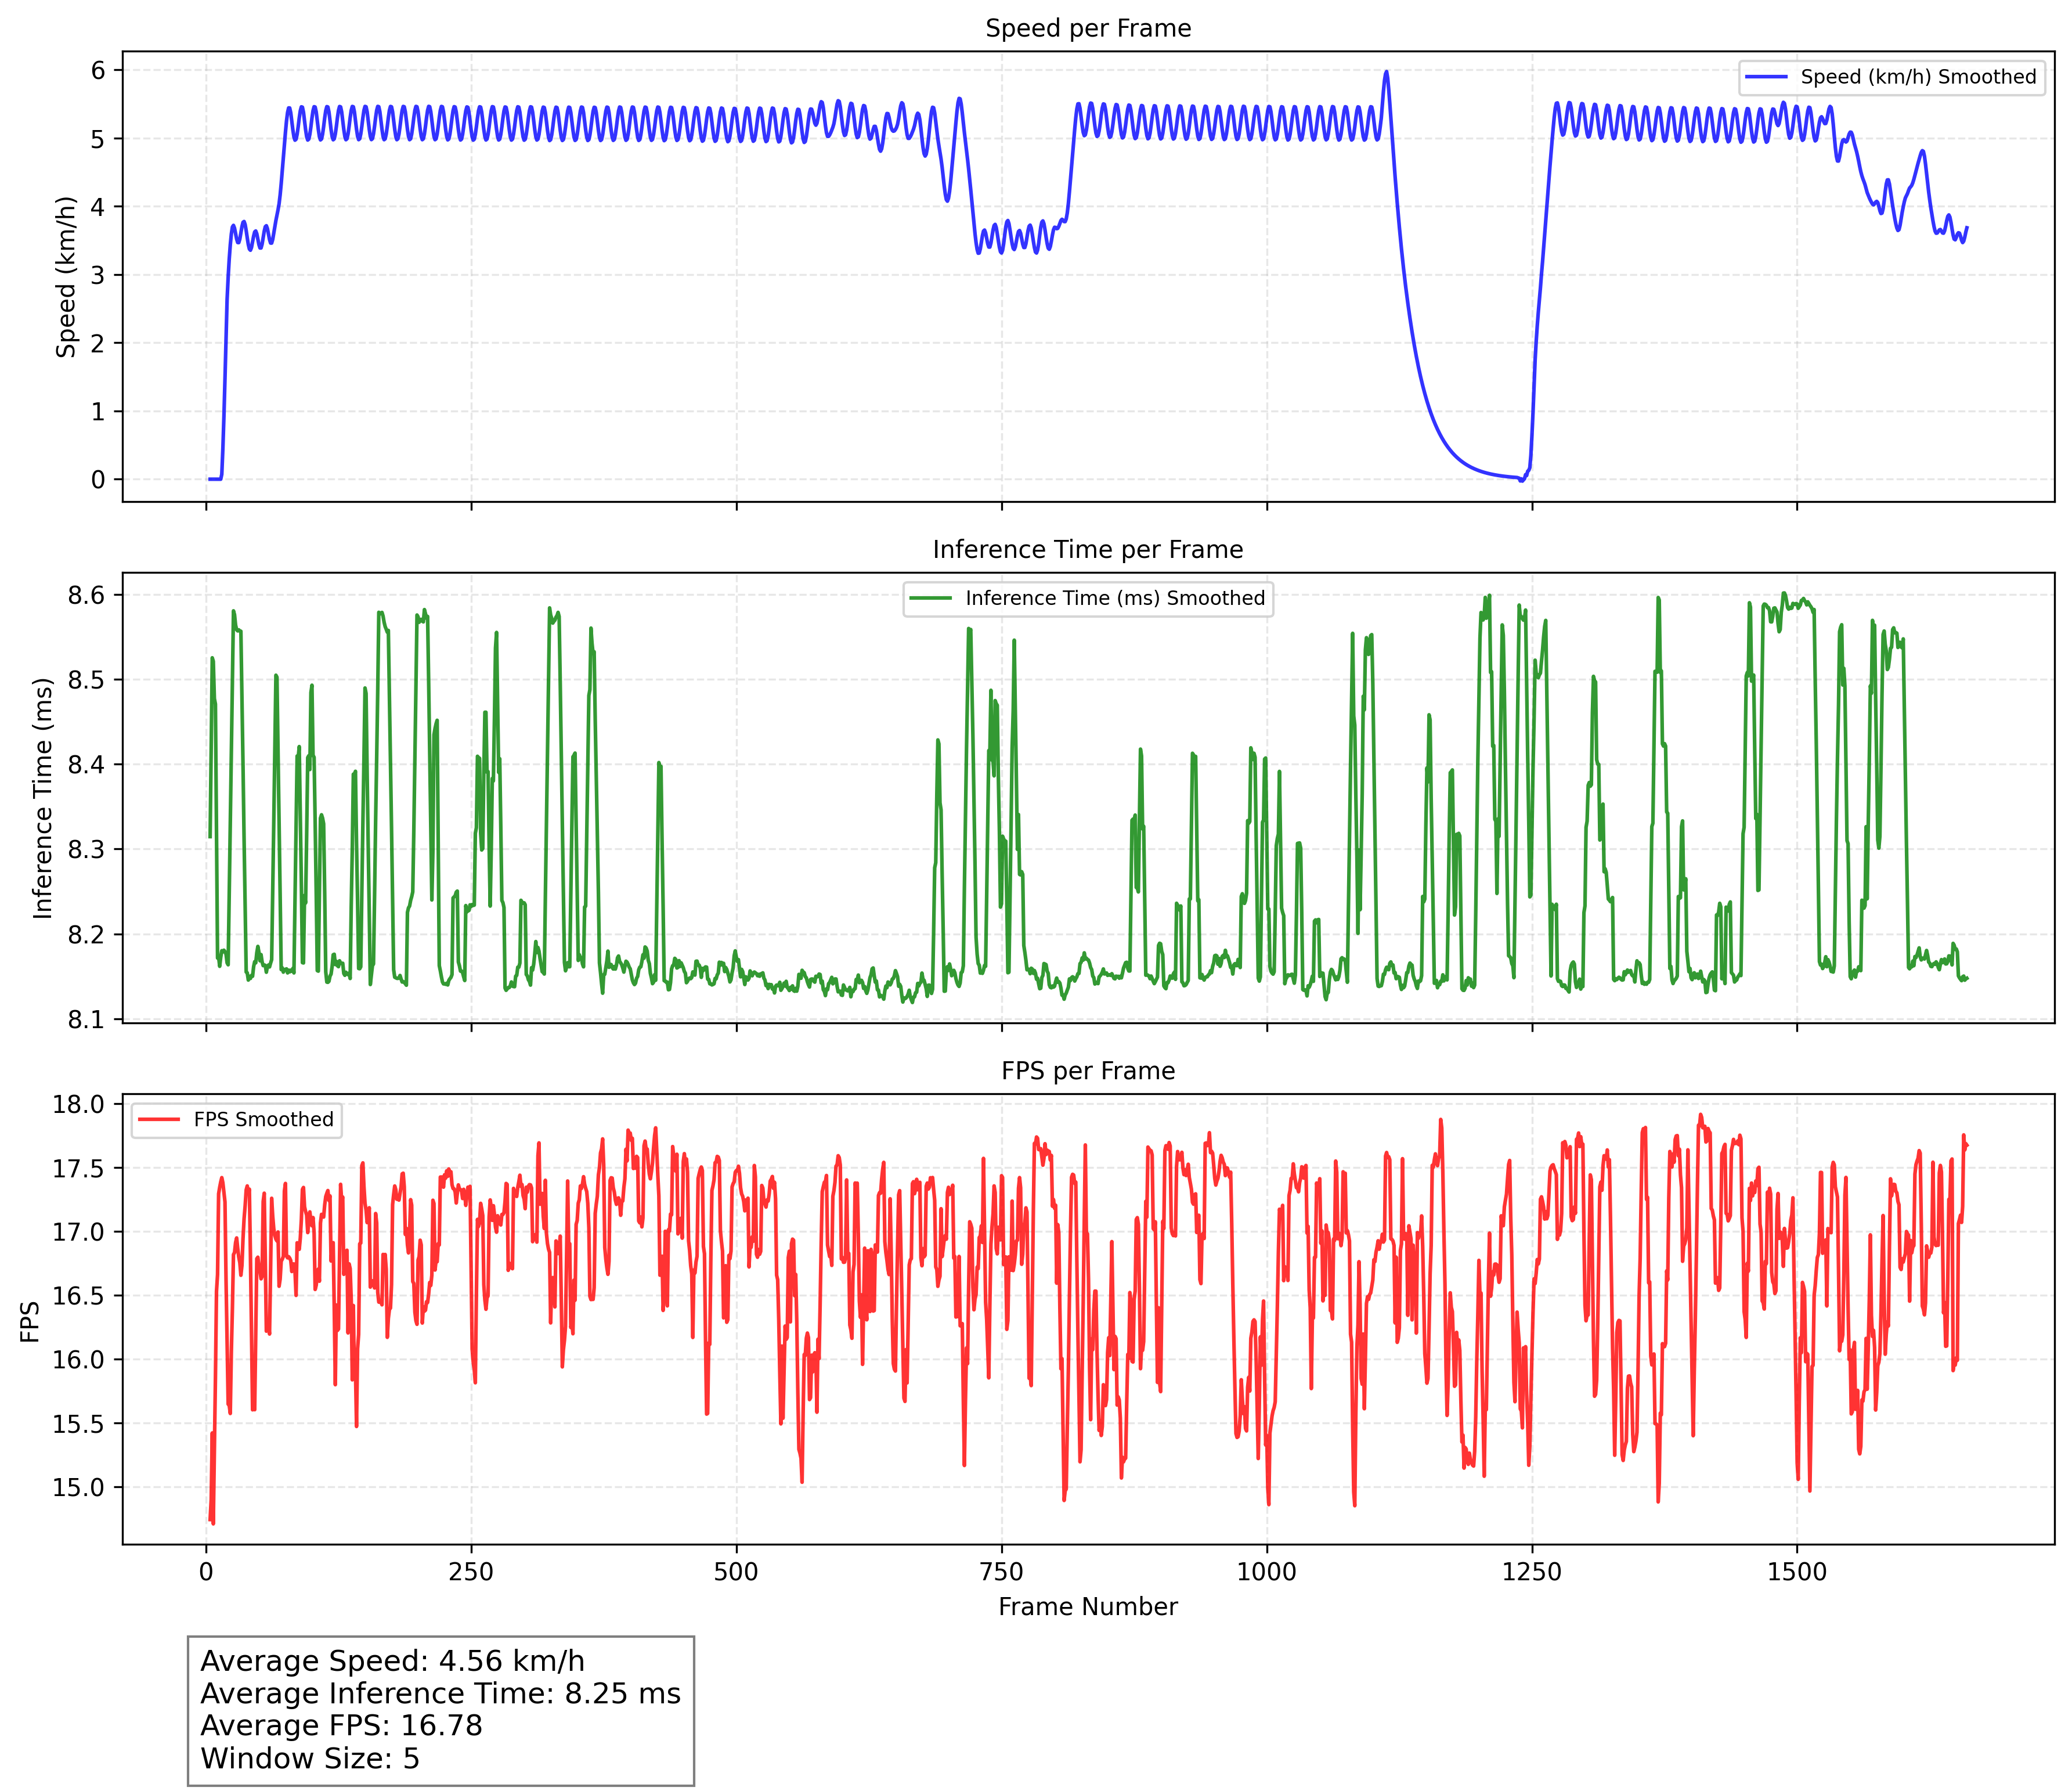 Speed per Frame
Speed (km/h) Smoothed
Speed (km/h)
6
5
4
3
2
1
0
Inference Time per Frame
Inference Time (ms) Smoothed
Inference Time (ms)
8.6
8.5
8.4
8.3
8.2
8.1
FPS per Frame
FPS Smoothed
FPS
18.0
17.5
17.0
16.5
16.0
15.5
15.0
0 250 500 750 1000 1250 1500
Frame Number
Average Speed: 4.56 km/h
Average Inference Time: 8.25 ms
Average FPS: 16.78
Window Size: 5